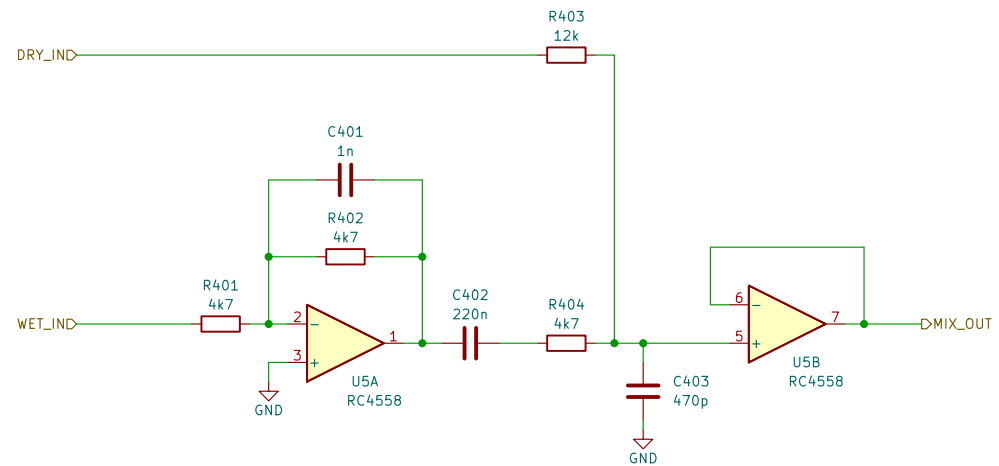 R403
12k
DRY_IN
C401
1n
R402
4k7
R401
4k7
WET_IN
2
−
3
+
1
U5A
RC4558
GND
C402
220n
R404
4k7
C403
470p
GND
6
−
5
+
7
U5B
RC4558
MIX_OUT